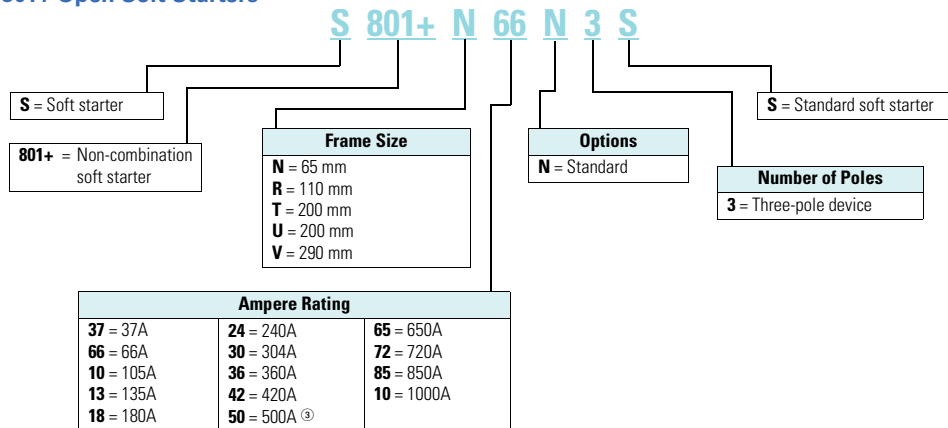 S801+ Open Soft Starters
S 801+ N 66 N 3 S
S = Soft starter
S = Standard soft starter
801+ = Non-combination
soft starter
Frame Size
N = 65 mm
R = 110 mm
T = 200 mm
U = 200 mm
V = 290 mm
Options
N = Standard
Number of Poles
3 = Three-pole device
Ampere Rating
37 = 37A
66 = 66A
10 = 105A
13 = 135A
18 = 180A
24 = 240A
30 = 304A
36 = 360A
42 = 420A
50 = 500A ③
65 = 650A
72 = 720A
85 = 850A
10 = 1000A